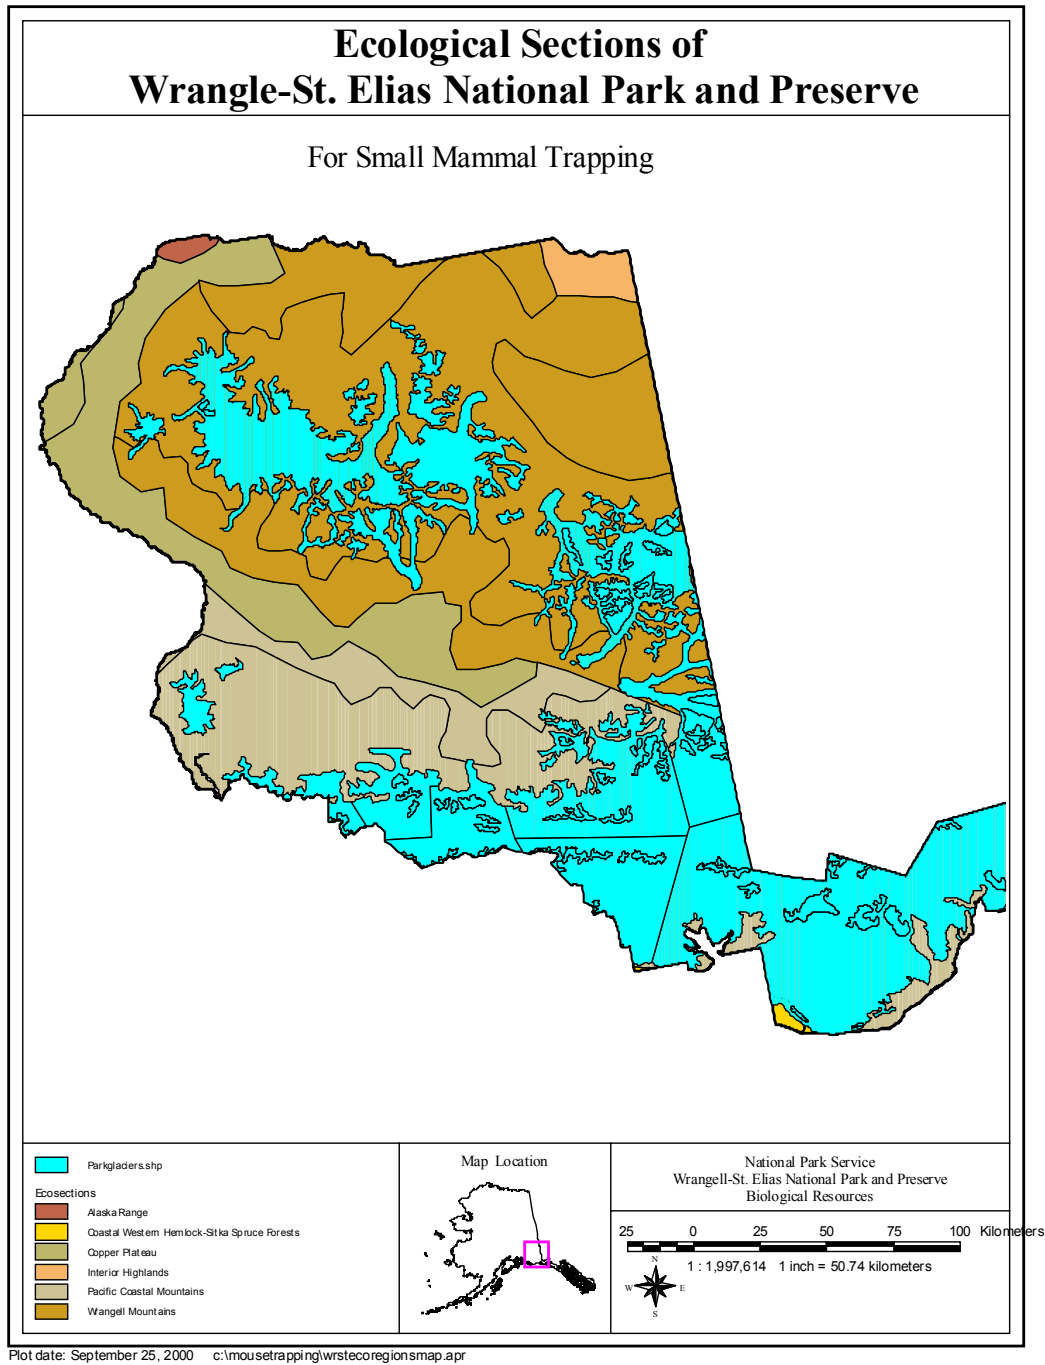 Ecological Sections of
Wrangle-St. Elias National Park and Preserve
For Small Mammal Trapping
Parkglaciers.shp
Ecosections
Alaska Range
Coastal Western Hemlock-Sitka Spruce Forests
Copper Plateau
Interior Highlands
Pacific Coastal Mountains
Wrangell Mountains
Map Location
National Park Service
Wrangell-St. Elias National Park and Preserve
Biological Resources
25 0 25 50 75 100 Kilometers
1 : 1,997,614 1 inch = 50.74 kilometers
N
W E
S
Plot date: September 25, 2000 c:\mousetrapping\wrstecoregionsmap.apr